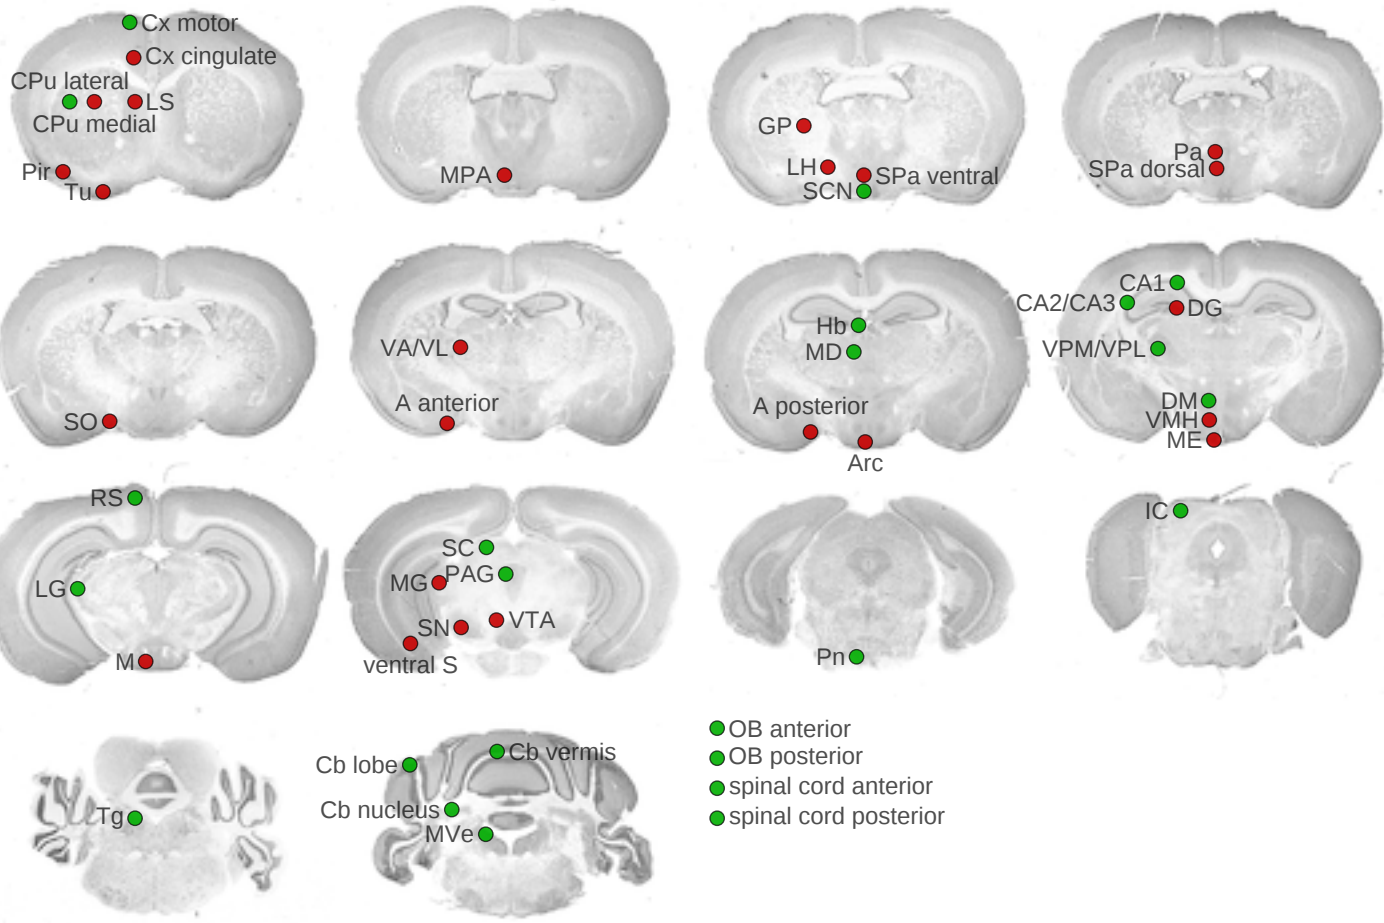 Cx motor
Cx cingulate
CPu lateral
LS
CPu medial
Pir
Tu
MPA
GP
LH
SPa ventral
SCN
Pa
SPa dorsal
SO
VA/VL
A anterior
Hb
MD
A posterior
Arc
CA1
CA2/CA3
DG
VPM/VPL
DM
VMH
ME
RS
LG
M
SC
PAG
MG
SN
VTA
ventral S
Pn
IC
Tg
Cb lobe
Cb vermis
Cb nucleus
MVe
OB anterior
OB posterior
spinal cord anterior
spinal cord posterior